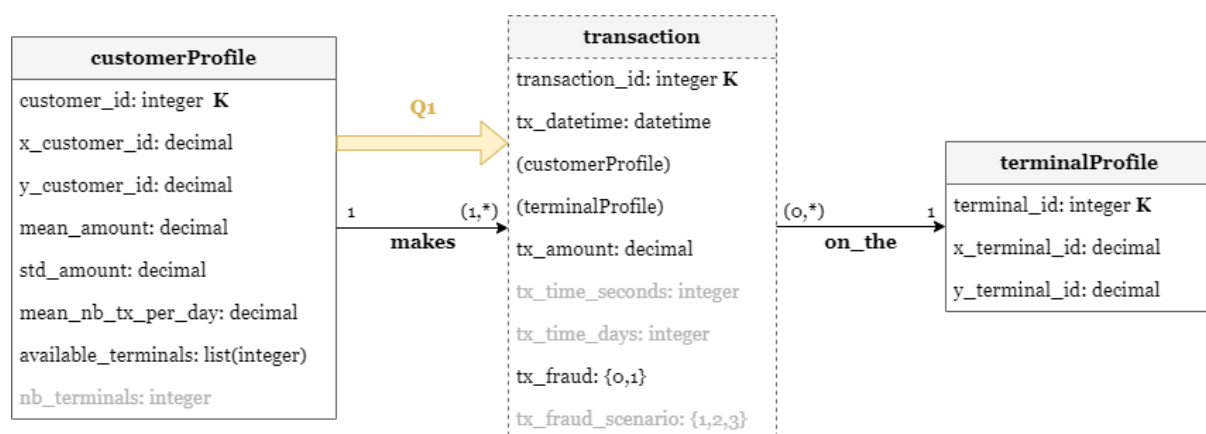 customerProfile
customer_id: integer K
x_customer_id: decimal
y_customer_id: decimal
mean_amount: decimal
std_amount: decimal
mean_nb_tx_per_day: decimal
available_terminals: list(integer)
nb_terminals: integer
Q1
1
(1,*)
makes
transaction
transaction_id: integer K
tx_datetime: datetime
(customerProfile)
(terminalProfile)
tx_amount: decimal
tx_time_seconds: integer
tx_time_days: integer
tx_fraud: {0,1}
tx_fraud_scenario: {1,2,3}
(0,*)
1
on_the
terminalProfile
terminal_id: integer K
x_terminal_id: decimal
y_terminal_id: decimal